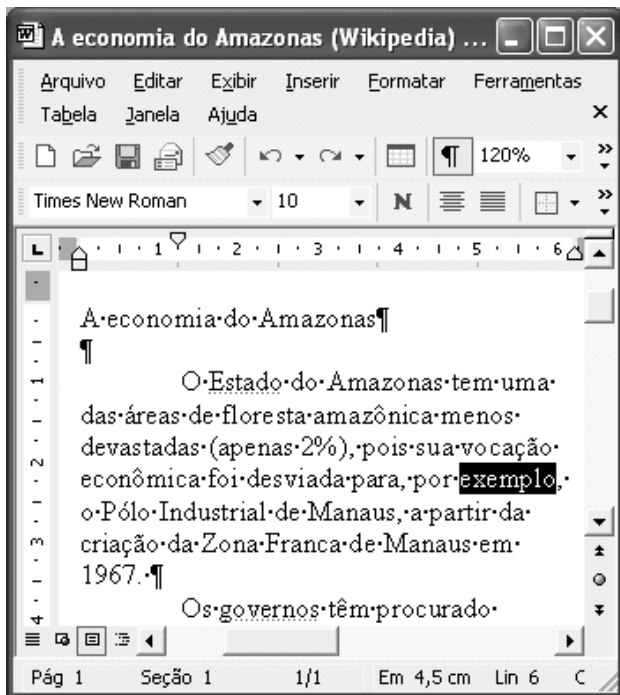 A economia do Amazonas (Wikipedia) ...
Arquivo Editar Exibir Inserir Formatar Ferramentas
Tabela Janela Ajuda
¶ 120%
Times New Roman 10 N
L 1 2 3 4 5 6
A·economia·do·Amazonas¶
¶
O·Estado·do·Amazonas·tem·uma·
das·áreas·de·floresta·amazônica·menos·
devastadas·(apenas·2%),·pois·sua·vocação·
econômica·foi·desviada·para,·por·exemplo,·
o·Pólo·Industrial·de·Manaus,·a·partir·da·
criação·da·Zona·Franca·de·Manaus·em·
1967.·¶
Os·governos·têm·procurado·
1
2
3
4
Pág 1 Seção 1 1/1 Em 4,5 cm Lin 6 C